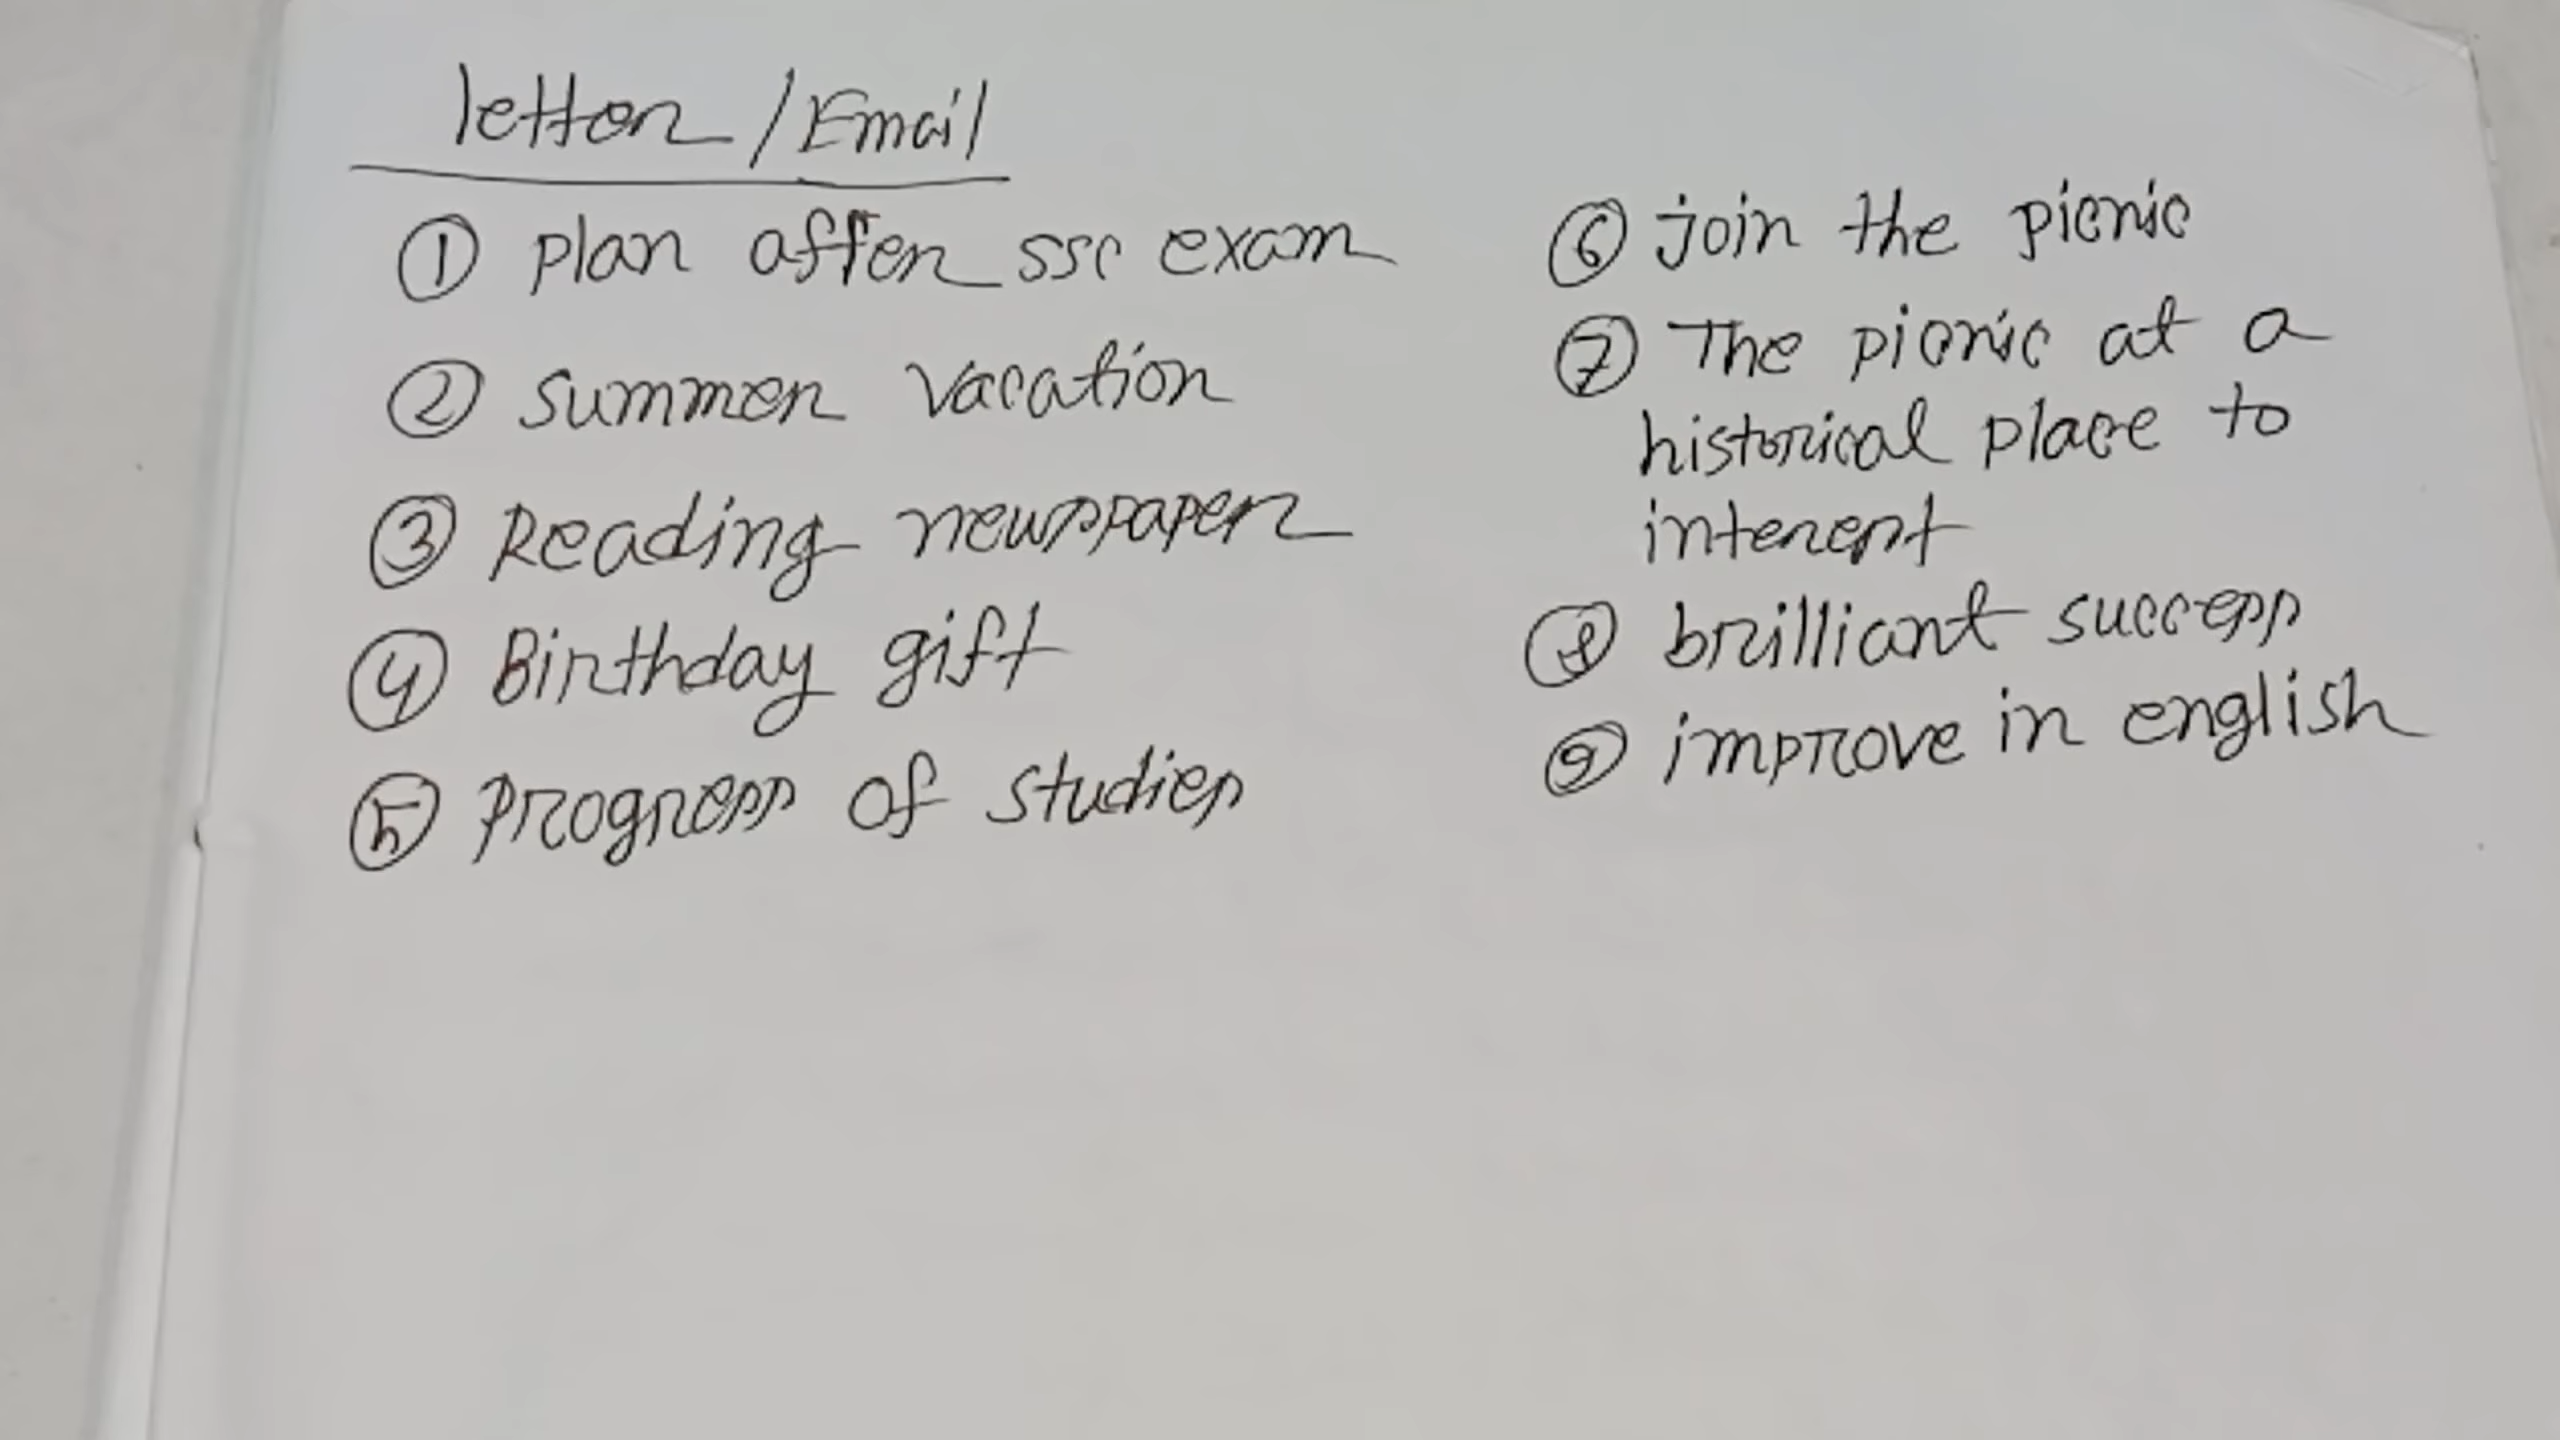 letter / Email
① plan after ssc exam
② summer vacation
③ Reading newspaper
④ Birthday gift
⑤ progress of studies
⑥ join the picnic
⑦ The picnic at a
historical place to
interest
⑧ brilliant success
⑨ improve in english